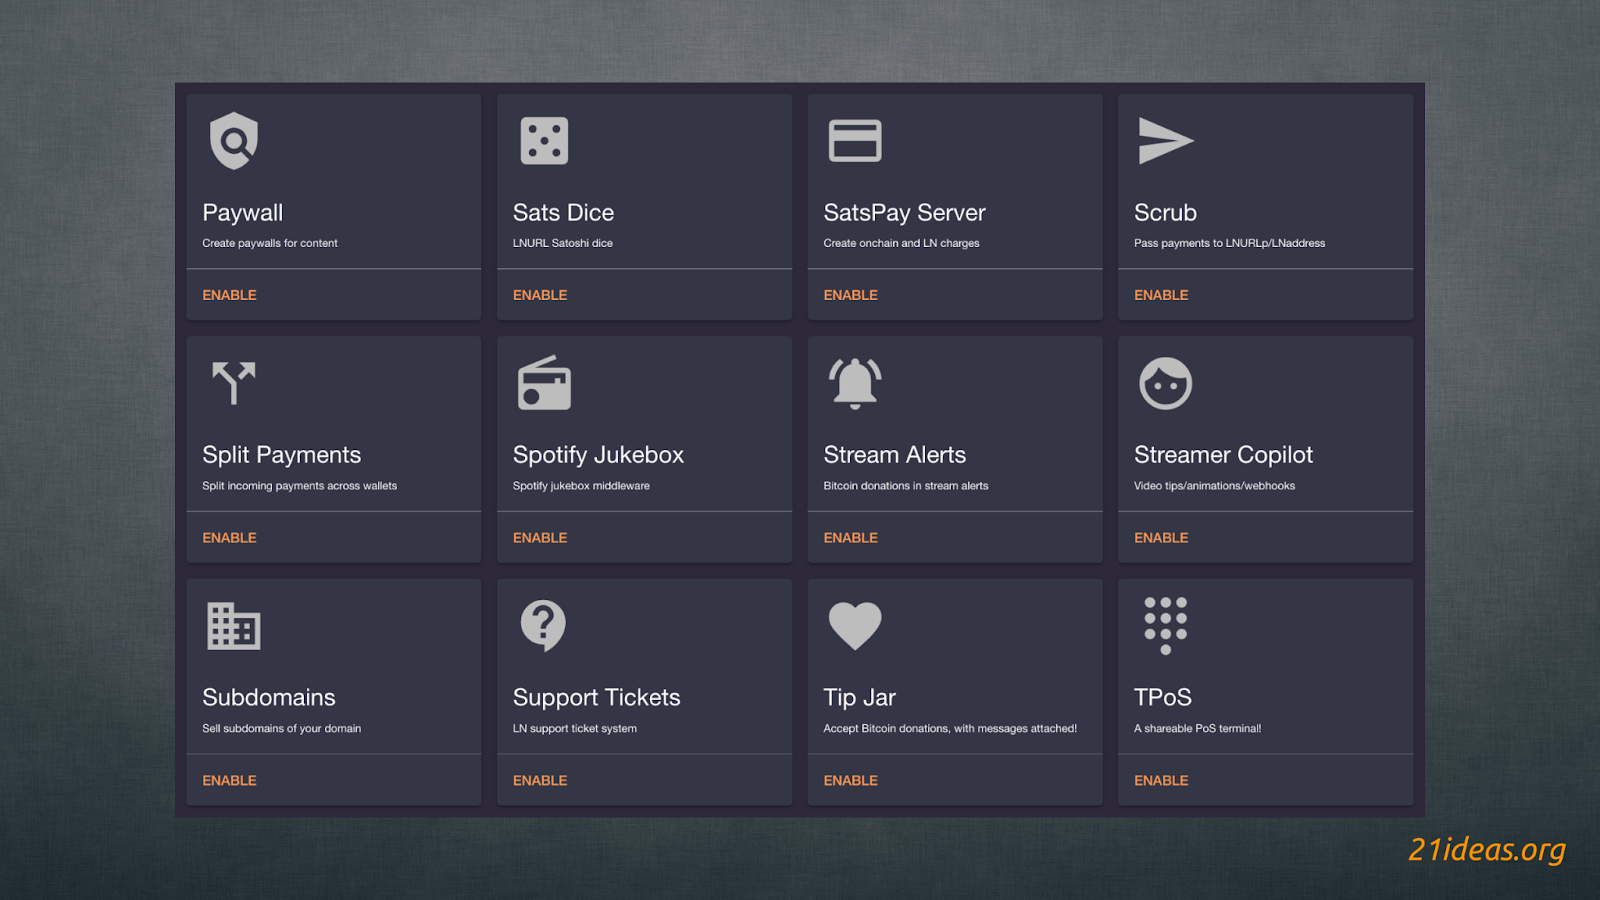 Paywall
Create paywalls for content
ENABLE
Sats Dice
LNURL Satoshi dice
ENABLE
SatsPay Server
Create onchain and LN charges
ENABLE
Scrub
Pass payments to LNURLp/LNaddress
ENABLE
Split Payments
Split incoming payments across wallets
ENABLE
Spotify Jukebox
Spotify jukebox middleware
ENABLE
Stream Alerts
Bitcoin donations in stream alerts
ENABLE
Streamer Copilot
Video tips/animations/webhooks
ENABLE
Subdomains
Sell subdomains of your domain
ENABLE
Support Tickets
LN support ticket system
ENABLE
Tip Jar
Accept Bitcoin donations, with messages attached!
ENABLE
TPoS
A shareable PoS terminal!
ENABLE
21ideas.org